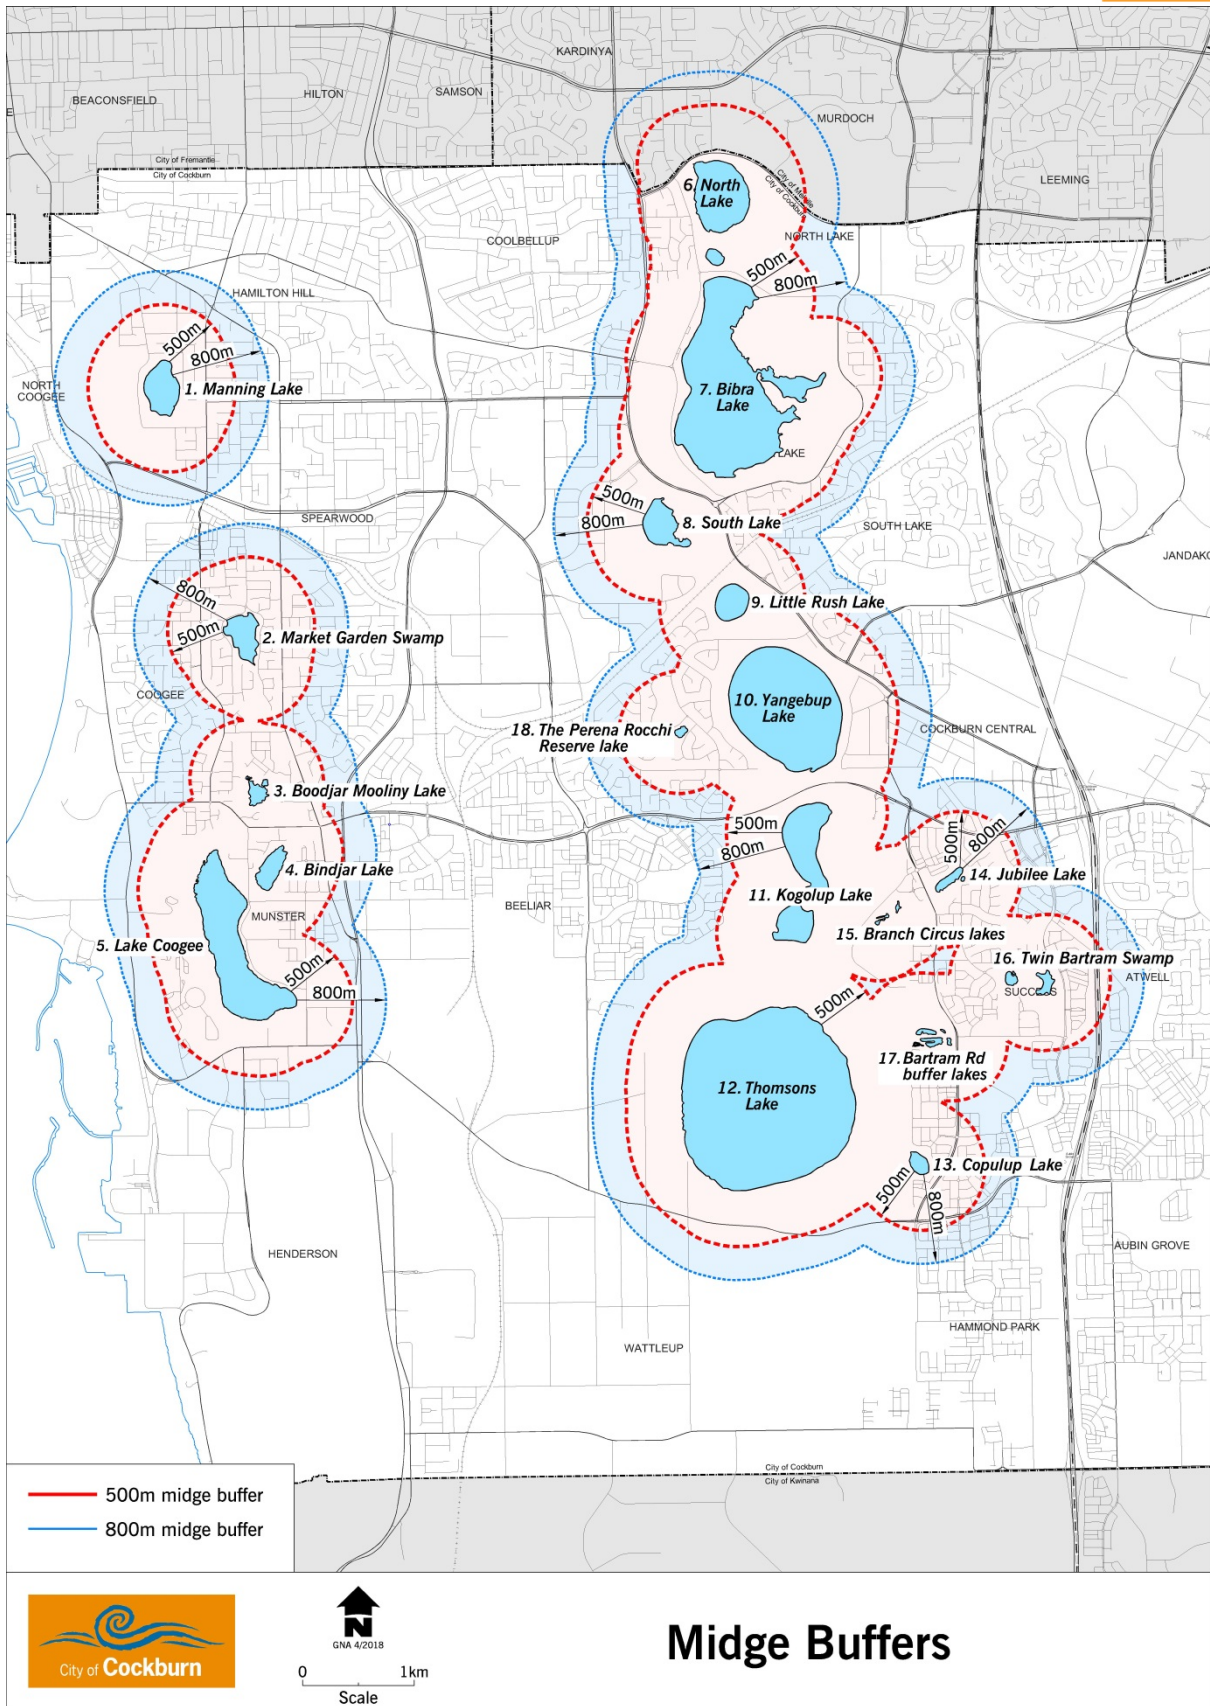 KARDINYA
BEACONSFIELD
HILTON
SAMSON
MURDOCH
City of Fremantle
City of Cockburn
LEEMING
City of Melville
City of Cockburn
6. North
Lake
COOLBELLUP
NORTH LAKE
500m
800m
HAMILTON HILL
500m
800m
NORTH
COOGEE
1. Manning Lake
7. Bibra
Lake
LAKE
500m
800m
8. South Lake
SPEARWOOD
SOUTH LAKE
JANDAKO
800m
500m
2. Market Garden Swamp
9. Little Rush Lake
COOGEE
10. Yangebup
Lake
18. The Perena Rocchi
Reserve lake
COCKBURN CENTRAL
3. Boodjar Mooliny Lake
500m
800m
500m
800m
4. Bindjar Lake
14. Jubilee Lake
11. Kogolup Lake
BEELIAR
MUNSTER
15. Branch Circus lakes
5. Lake Coogee
16. Twin Bartram Swamp
ATWELL
SUCCESS
500m
800m
500m
17. Bartram Rd
buffer lakes
12. Thomsons
Lake
13. Copulup Lake
500m
800m
HENDERSON
AUBIN GROVE
HAMMOND PARK
WATTLEUP
City of Cockburn
City of Kwinana
500m midge buffer
800m midge buffer
City of Cockburn
N
GNA 4/2018
0 1km
Scale
Midge Buffers